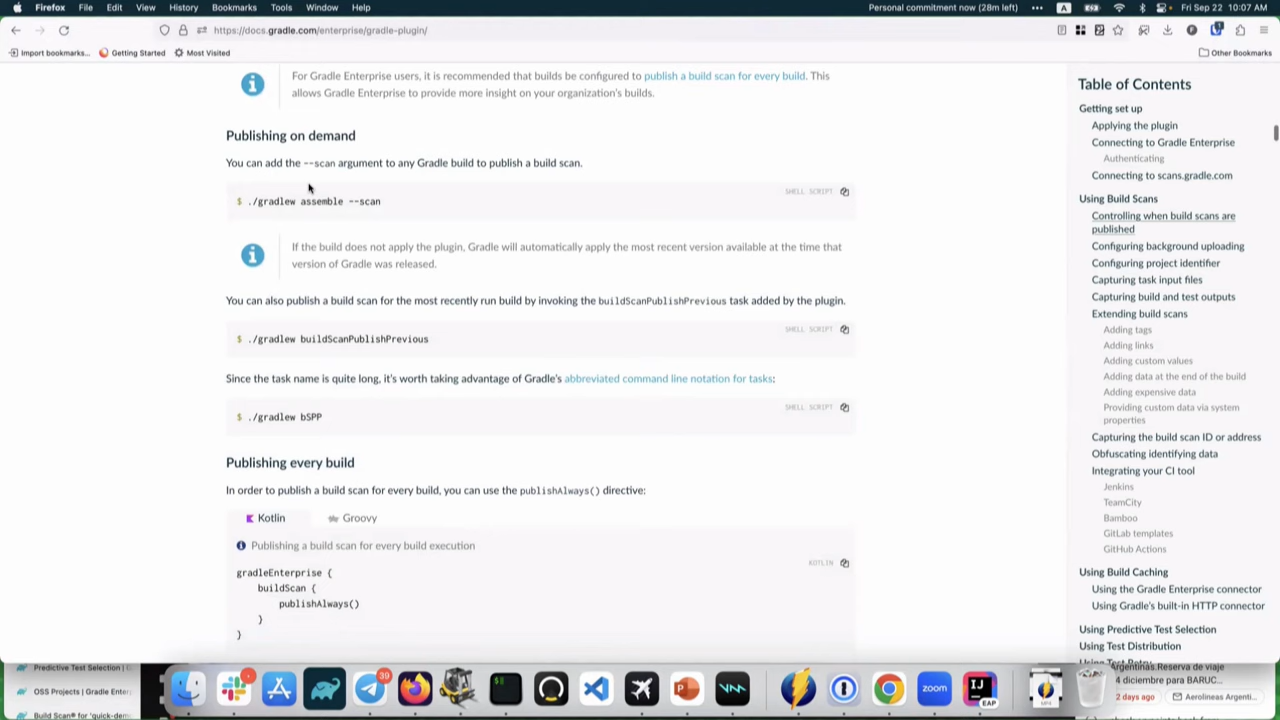 Firefox File Edit View History Bookmarks Tools Window Help Personal commitment now (28m left) ••• A Fri Sep 22 10:07 AM
https://docs.gradle.com/enterprise/gradle-plugin/
Import bookmarks... Getting Started Most Visited Other Bookmarks
For Gradle Enterprise users, it is recommended that builds be configured to publish a build scan for every build. This
allows Gradle Enterprise to provide more insight on your organization's builds.
Publishing on demand
You can add the --scan argument to any Gradle build to publish a build scan.
SHELL SCRIPT
$ ./gradlew assemble --scan
If the build does not apply the plugin, Gradle will automatically apply the most recent version available at the time that
version of Gradle was released.
You can also publish a build scan for the most recently run build by invoking the buildScanPublishPrevious task added by the plugin.
SHELL SCRIPT
$ ./gradlew buildScanPublishPrevious
Since the task name is quite long, it's worth taking advantage of Gradle's abbreviated command line notation for tasks:
SHELL SCRIPT
$ ./gradlew bSPP
Publishing every build
In order to publish a build scan for every build, you can use the publishAlways() directive:
Kotlin Groovy
Publishing a build scan for every build execution
KOTLIN
gradleEnterprise {
buildScan {
publishAlways()
}
}
Table of Contents
Getting set up
Applying the plugin
Connecting to Gradle Enterprise
Authenticating
Connecting to scans.gradle.com
Using Build Scans
Controlling when build scans are
published
Configuring background uploading
Configuring project identifier
Capturing task input files
Capturing build and test outputs
Extending build scans
Adding tags
Adding links
Adding custom values
Adding data at the end of the build
Adding expensive data
Providing custom data via system
properties
Capturing the build scan ID or address
Obfuscating identifying data
Integrating your CI tool
Jenkins
TeamCity
Bamboo
GitLab templates
GitHub Actions
Using Build Caching
Using the Gradle Enterprise connector
Using Gradle's built-in HTTP connector
Using Predictive Test Selection
Using Test Distribution
Predictive Test Selection |
OSS Projects | Gradle Enter
Build Scan® for 'quick-dem
30
zoom
EAP
Argentinas.Reserva de viaje
4 diciembre para BARUC...
2 days ago Aerolineas Argenti...